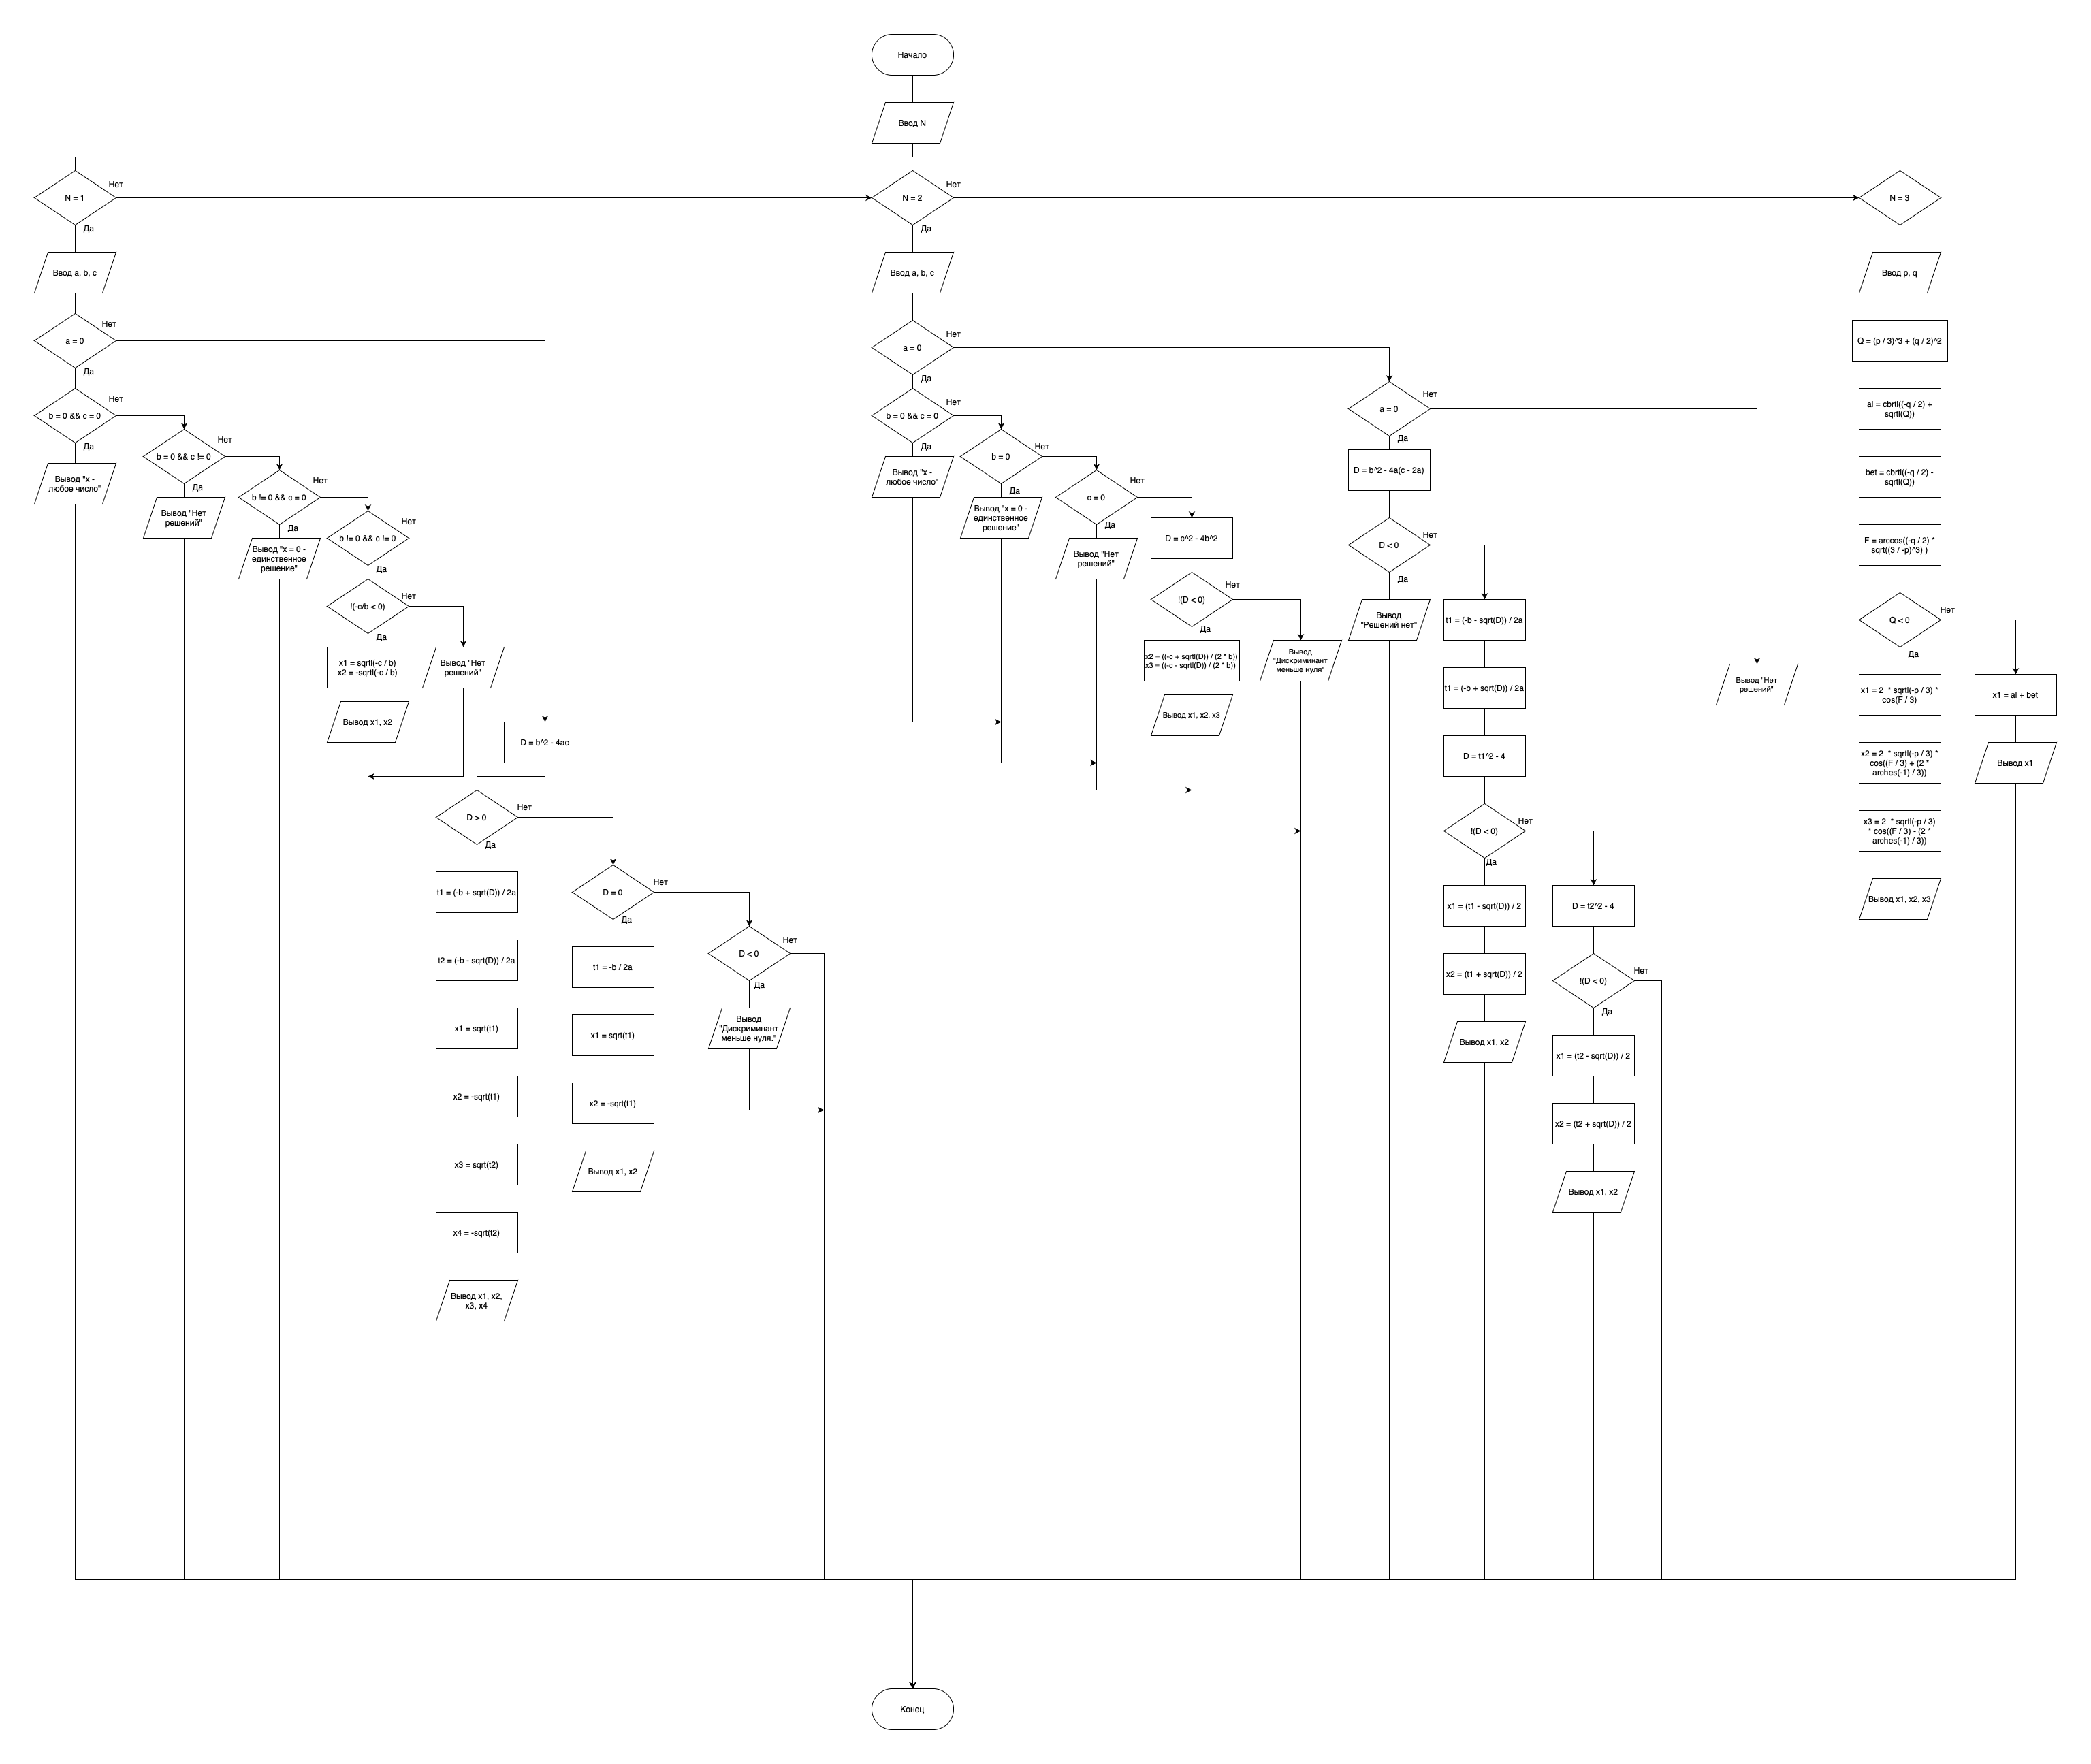 Начало
Ввод N
N = 1
Нет
Да
Ввод a, b, c
a = 0
Нет
Да
b = 0 && c = 0
Нет
Да
Вывод "x -
любое число"
b = 0 && c != 0
Нет
Да
Вывод "Нет
решений"
b != 0 && c = 0
Нет
Да
Вывод "x = 0 -
единственное
решение"
b != 0 && c != 0
Нет
Да
!(-c/b < 0)
Нет
Да
x1 = sqrtl(-c / b)
x2 = -sqrtl(-c / b)
Вывод x1, x2
Вывод "Нет
решений"
D = b^2 - 4ac
D > 0
Нет
Да
t1 = (-b + sqrt(D)) / 2a
t2 = (-b - sqrt(D)) / 2a
x1 = sqrt(t1)
x2 = -sqrt(t1)
x3 = sqrt(t2)
x4 = -sqrt(t2)
Вывод x1, x2,
x3, x4
D = 0
Нет
Да
t1 = -b / 2a
x1 = sqrt(t1)
x2 = -sqrt(t1)
Вывод x1, x2
D < 0
Нет
Да
Вывод
"Дискриминант
меньше нуля."
N = 2
Нет
Да
Ввод a, b, c
a = 0
Нет
Да
b = 0 && c = 0
Нет
Да
Вывод "x -
любое число"
b = 0
Нет
Да
Вывод "x = 0 -
единственное
решение"
c = 0
Нет
Да
Вывод "Нет
решений"
D = c^2 - 4b^2
!(D < 0)
Нет
Да
x2 = ((-c + sqrtl(D)) / (2 * b))
x3 = ((-c - sqrtl(D)) / (2 * b))
Вывод x1, x2, x3
Вывод
"Дискриминант
меньше нуля"
a = 0
Нет
Да
D = b^2 - 4a(c - 2a)
D < 0
Нет
Да
Вывод
"Решений нет"
t1 = (-b - sqrt(D)) / 2a
t1 = (-b + sqrt(D)) / 2a
D = t1^2 - 4
!(D < 0)
Нет
Да
x1 = (t1 - sqrt(D)) / 2
x2 = (t1 + sqrt(D)) / 2
Вывод x1, x2
D = t2^2 - 4
!(D < 0)
Нет
Да
x1 = (t2 - sqrt(D)) / 2
x2 = (t2 + sqrt(D)) / 2
Вывод x1, x2
Вывод "Нет
решений"
N = 3
Ввод p, q
Q = (p / 3)^3 + (q / 2)^2
al = cbrtl((-q / 2) +
sqrtl(Q))
bet = cbrtl((-q / 2) -
sqrtl(Q))
F = arccos((-q / 2) *
sqrt((3 / -p)^3) )
Q < 0
Нет
Да
x1 = 2 * sqrtl(-p / 3) *
cos(F / 3)
x2 = 2 * sqrtl(-p / 3) *
cos((F / 3) + (2 *
arches(-1) / 3))
x3 = 2 * sqrtl(-p / 3)
* cos((F / 3) - (2 *
arches(-1) / 3))
Вывод x1, x2, x3
x1 = al + bet
Вывод x1
Конец